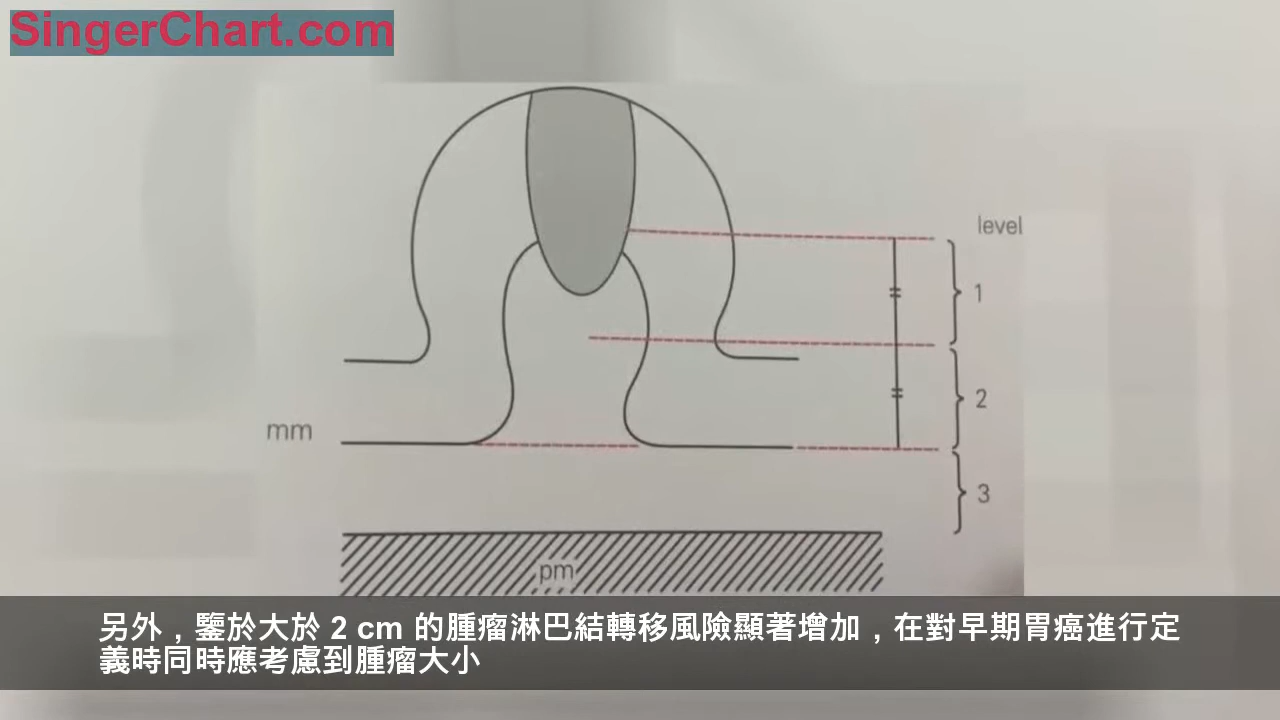 SingerChart.com
level
1
2
mm
3
pm
另外，鑒於大於 2 cm 的腫瘤淋巴結轉移風險顯著增加，在對早期胃癌進行定
義時同時應考慮到腫瘤大小